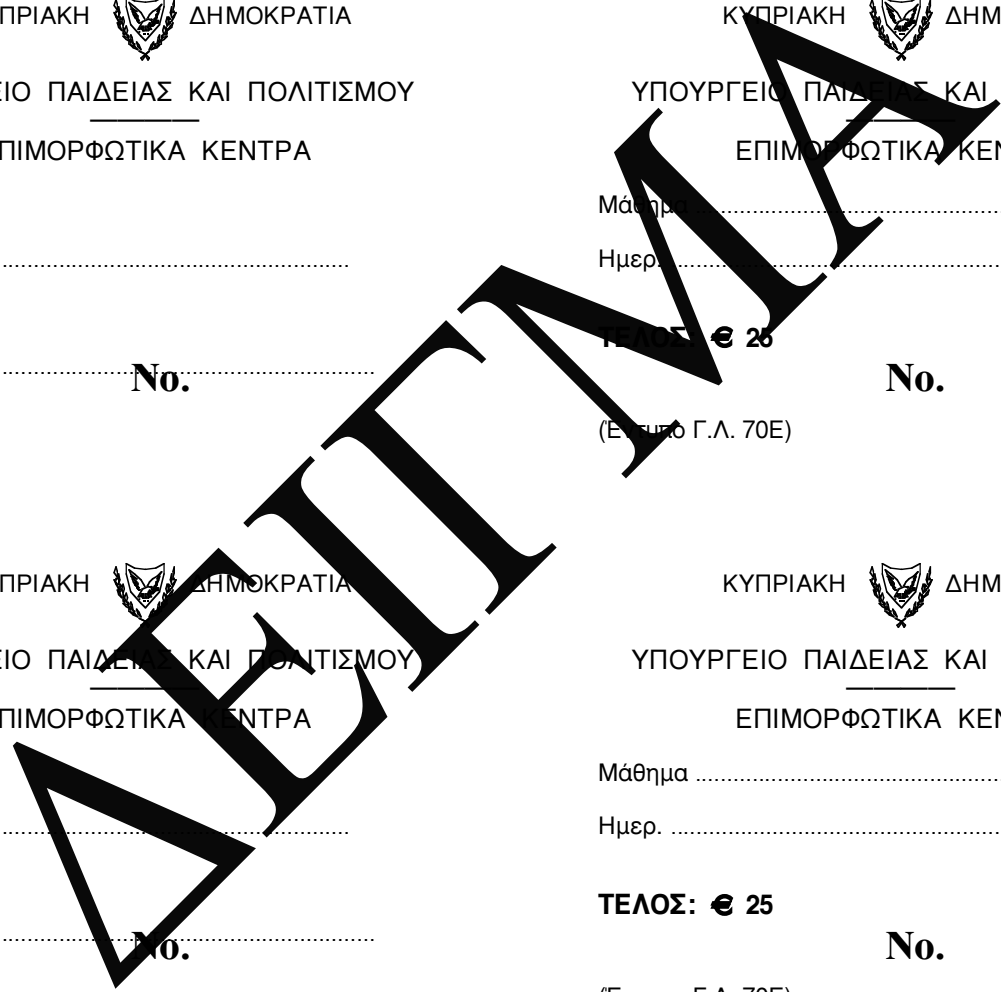 ΠΡΙΑΚΗ ΔΗΜΟΚΡΑΤΙΑ
ΙΟ ΠΑΙΔΕΙΑΣ ΚΑΙ ΠΟΛΙΤΙΣΜΟΥ
ΠΙΜΟΡΦΩΤΙΚΑ ΚΕΝΤΡΑ
No.
ΚΥΠΡΙΑΚΗ ΔΗΜ
ΥΠΟΥΡΓΕΙΟ ΠΑΙΔΕΙΑΣ ΚΑΙ
ΕΠΙΜΟΡΦΩΤΙΚΑ ΚΕΝ
Μάθημα
Ημερ.
ΤΕΛΟΣ: € 25
No.
(Έντυπο Γ.Λ. 70Ε)
ΔΕΙΓΜΑ
ΠΡΙΑΚΗ ΔΗΜΟΚΡΑΤΙΑ
ΙΟ ΠΑΙΔΕΙΑΣ ΚΑΙ ΠΟΛΙΤΙΣΜΟΥ
ΠΙΜΟΡΦΩΤΙΚΑ ΚΕΝΤΡΑ
No.
ΚΥΠΡΙΑΚΗ ΔΗΜ
ΥΠΟΥΡΓΕΙΟ ΠΑΙΔΕΙΑΣ ΚΑΙ
ΕΠΙΜΟΡΦΩΤΙΚΑ ΚΕΝ
Μάθημα
Ημερ.
ΤΕΛΟΣ: € 25
No.